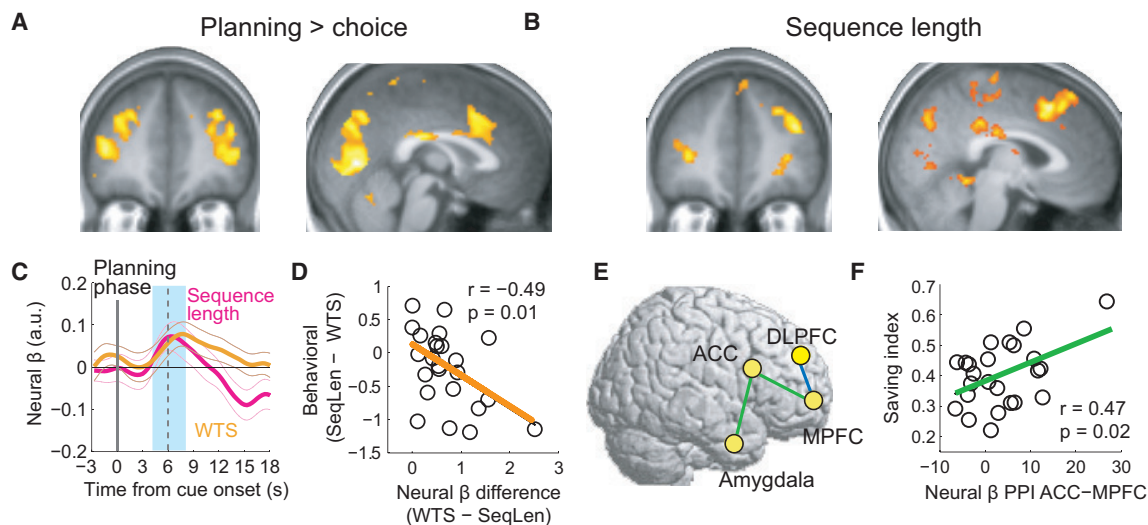 A
Planning > choice
B
Sequence length
C
Planning
phase
Sequence
length
WTS
0.2
0.1
0
−0.1
−0.2
Neural β (a.u.)
−3 0 3 6 9 12 15 18
Time from cue onset (s)
D
r = −0.49
p = 0.01
1
0.5
0
−0.5
−1
−1.5
Behavioral
(SeqLen − WTS)
0 1 2 3
Neural β difference
(WTS − SeqLen)
E
ACC
DLPFC
MPFC
Amygdala
F
0.7
0.6
0.5
0.4
0.3
0.2
Saving index
r = 0.47
p = 0.02
−10 0 10 20 30
Neural β PPI ACC−MPFC